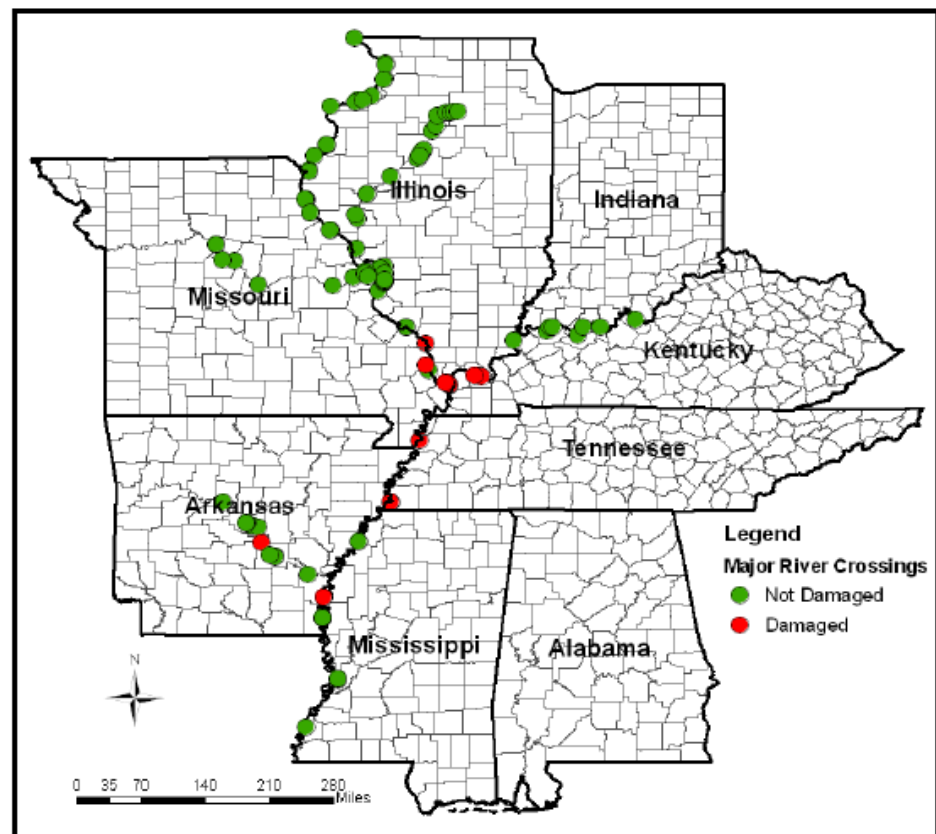 Illinois
Indiana
Missouri
Kentucky
Tennessee
Arkansas
Legend
Major River Crossings
Not Damaged
Damaged
Mississippi
Alabama
N
0 35 70 140 210 280
Miles